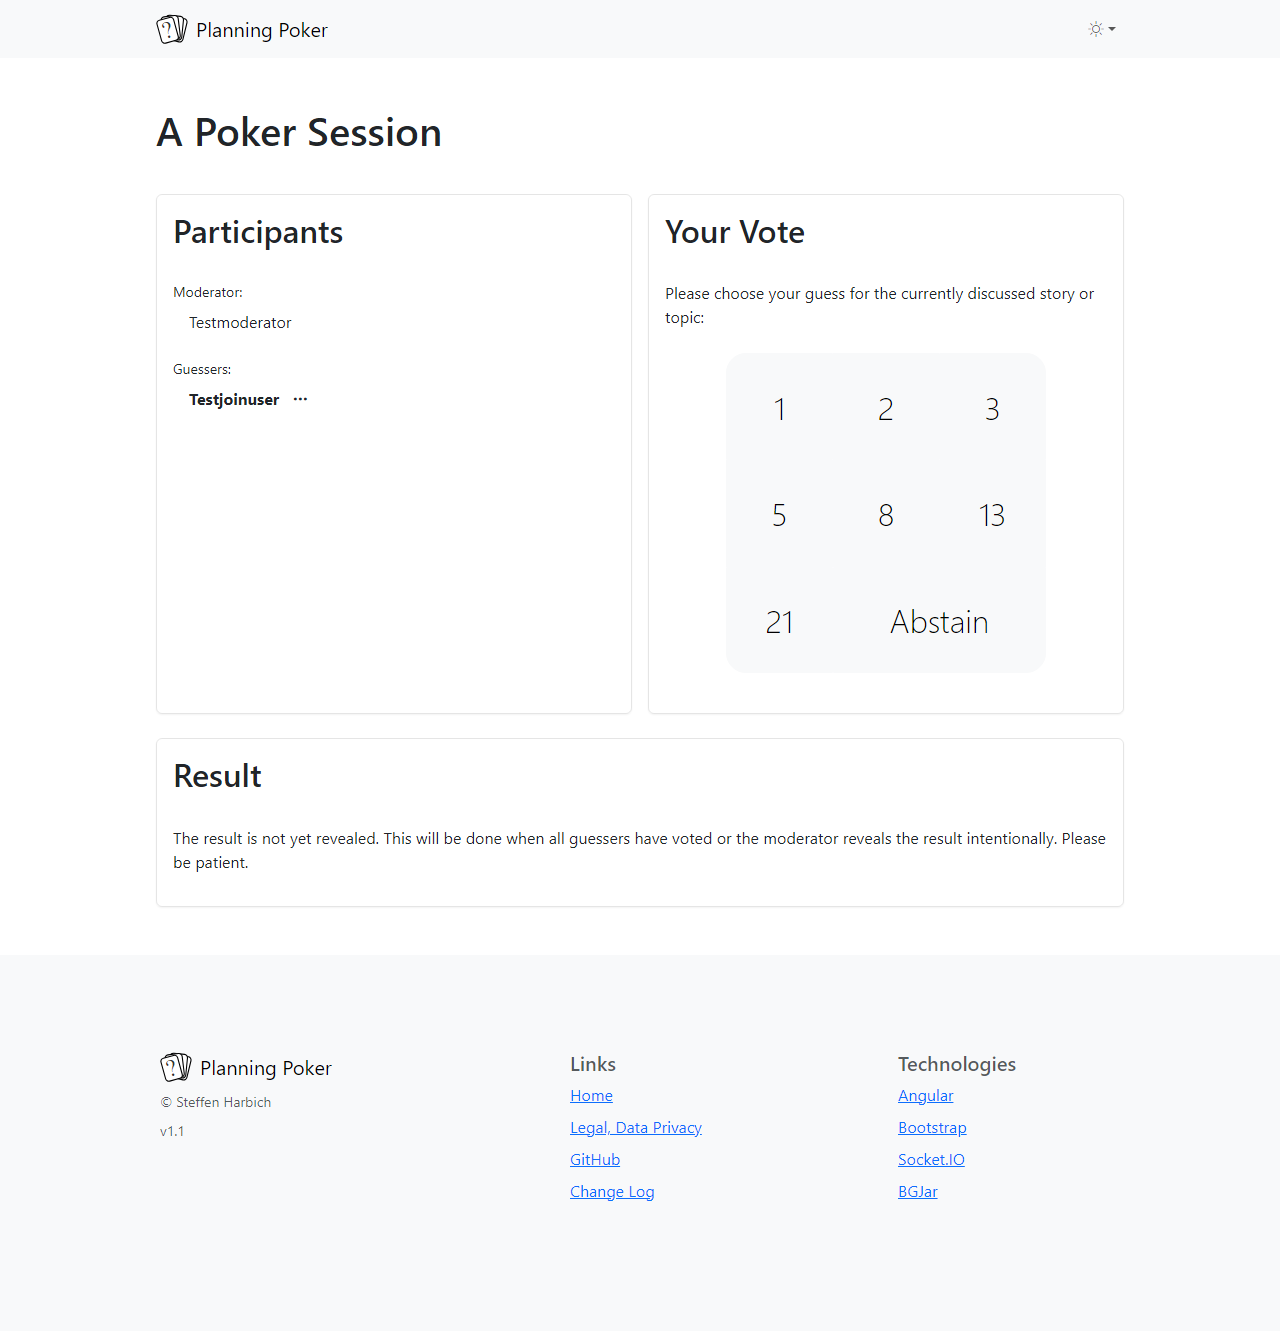 Planning Poker
A Poker Session
Participants
Moderator:
Testmoderator
Guessers:
Testjoinuser ···
Your Vote
Please choose your guess for the currently discussed story or
topic:
1 2 3
5 8 13
21 Abstain
Result
The result is not yet revealed. This will be done when all guessers have voted or the moderator reveals the result intentionally. Please
be patient.
Planning Poker
© Steffen Harbich
v1.1
Links
Home
Legal, Data Privacy
GitHub
Change Log
Technologies
Angular
Bootstrap
Socket.IO
BGJar